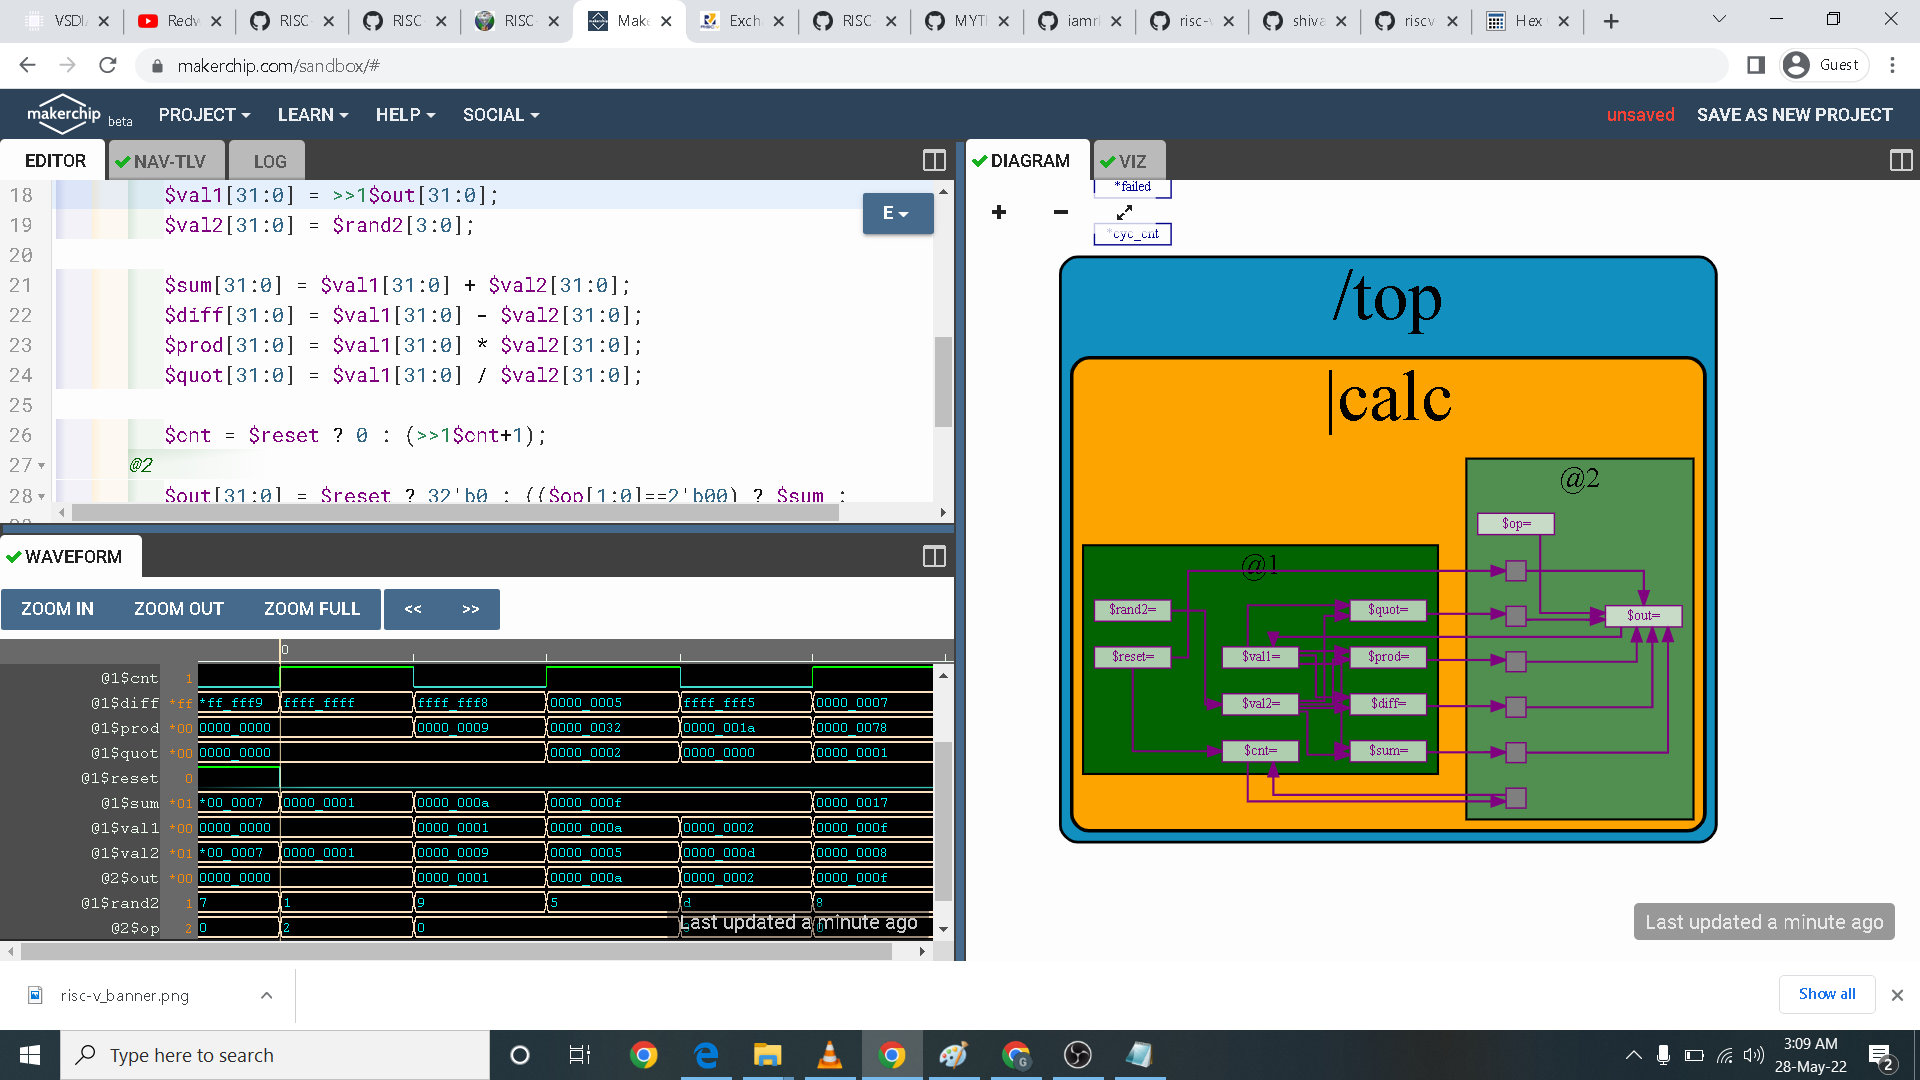 VSDI
Redw
RISC-
RISC-
RISC-
Make
Exch
RISC-
MYTH
iamrl
risc-v
shiva
riscv
Hex
makerchip.com/sandbox/#
Guest
makerchip beta
PROJECT
LEARN
HELP
SOCIAL
unsaved
SAVE AS NEW PROJECT
EDITOR
NAV-TLV
LOG
18 $val1[31:0] = >>1$out[31:0];
19 $val2[31:0] = $rand2[3:0];
20
21 $sum[31:0] = $val1[31:0] + $val2[31:0];
22 $diff[31:0] = $val1[31:0] - $val2[31:0];
23 $prod[31:0] = $val1[31:0] * $val2[31:0];
24 $quot[31:0] = $val1[31:0] / $val2[31:0];
25
26 $cnt = $reset ? 0 : (>>1$cnt+1);
27 @2
28 $out[31:0] = $reset ? 32'b0 : (($op[1:0]==2'b00) ? $sum :
E
WAVEFORM
ZOOM IN
ZOOM OUT
ZOOM FULL
<<
>>
0
@1$cnt 1
@1$diff *ff *ff_fff9 ffff_ffff ffff_fff8 0000_0005 ffff_fff5 0000_0007
@1$prod *00 0000_0000 0000_0009 0000_0032 0000_001a 0000_0078
@1$quot *00 0000_0000 0000_0002 0000_0000 0000_0001
@1$reset 0
@1$sum *01 *00_0007 0000_0001 0000_000a 0000_000f 0000_0017
@1$val1 *00 0000_0000 0000_0001 0000_000a 0000_0002 0000_000f
@1$val2 *01 *00_0007 0000_0001 0000_0009 0000_0005 0000_000d 0000_0008
@2$out *00 0000_0000 0000_0001 0000_000a 0000_0002 0000_000f
@1$rand2 1 7 1 9 5 d 8
@2$op 2 0 2 0
Last updated a minute ago
DIAGRAM
VIZ
*failed
*cyc_cnt
/top
|calc
@2
$op=
@1
$rand2=
$quot=
$out=
$reset=
$val1=
$prod=
$val2=
$diff=
$cnt=
$sum=
Last updated a minute ago
risc-v_banner.png
Show all
Type here to search
3:09 AM
28-May-22
2